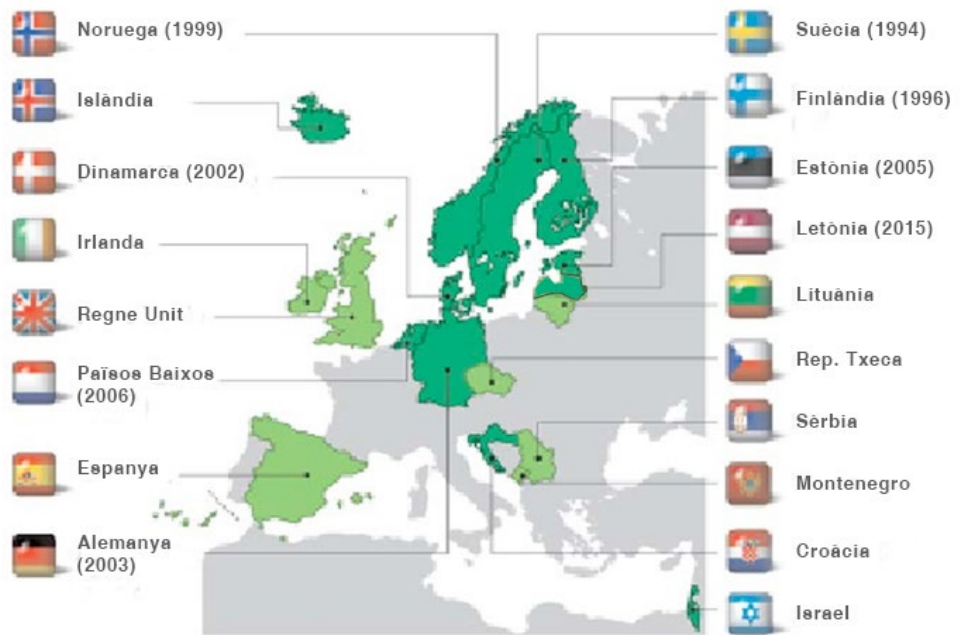 Noruega (1999)
Islàndia
Dinamarca (2002)
Irlanda
Regne Unit
Països Baixos
(2006)
Espanya
Alemanya
(2003)
Suècia (1994)
Finlàndia (1996)
Estònia (2005)
Letònia (2015)
Lituània
Rep. Txeca
Sèrbia
Montenegro
Croàcia
Israel